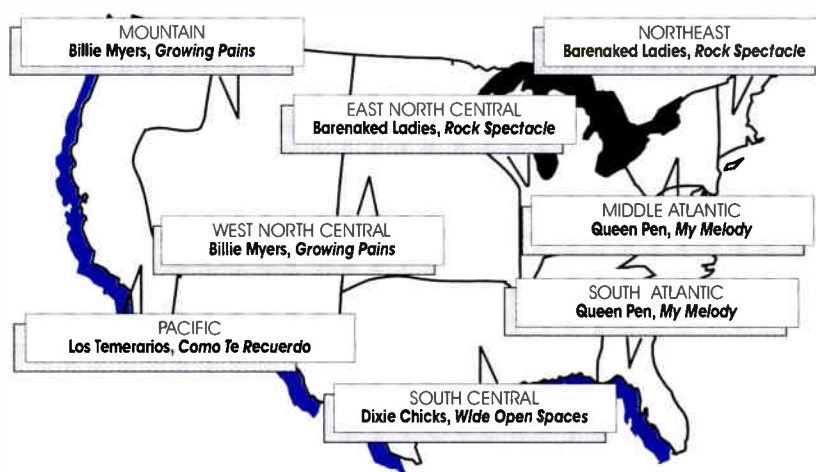 MOUNTAIN
Billie Myers, Growing Pains
NORTHEAST
Barenaked Ladies, Rock Spectacle
EAST NORTH CENTRAL
Barenaked Ladies, Rock Spectacle
WEST NORTH CENTRAL
Billie Myers, Growing Pains
MIDDLE ATLANTIC
Queen Pen, My Melody
SOUTH ATLANTIC
Queen Pen, My Melody
PACIFIC
Los Temerarios, Como Te Recuerdo
SOUTH CENTRAL
Dixie Chicks, Wide Open Spaces